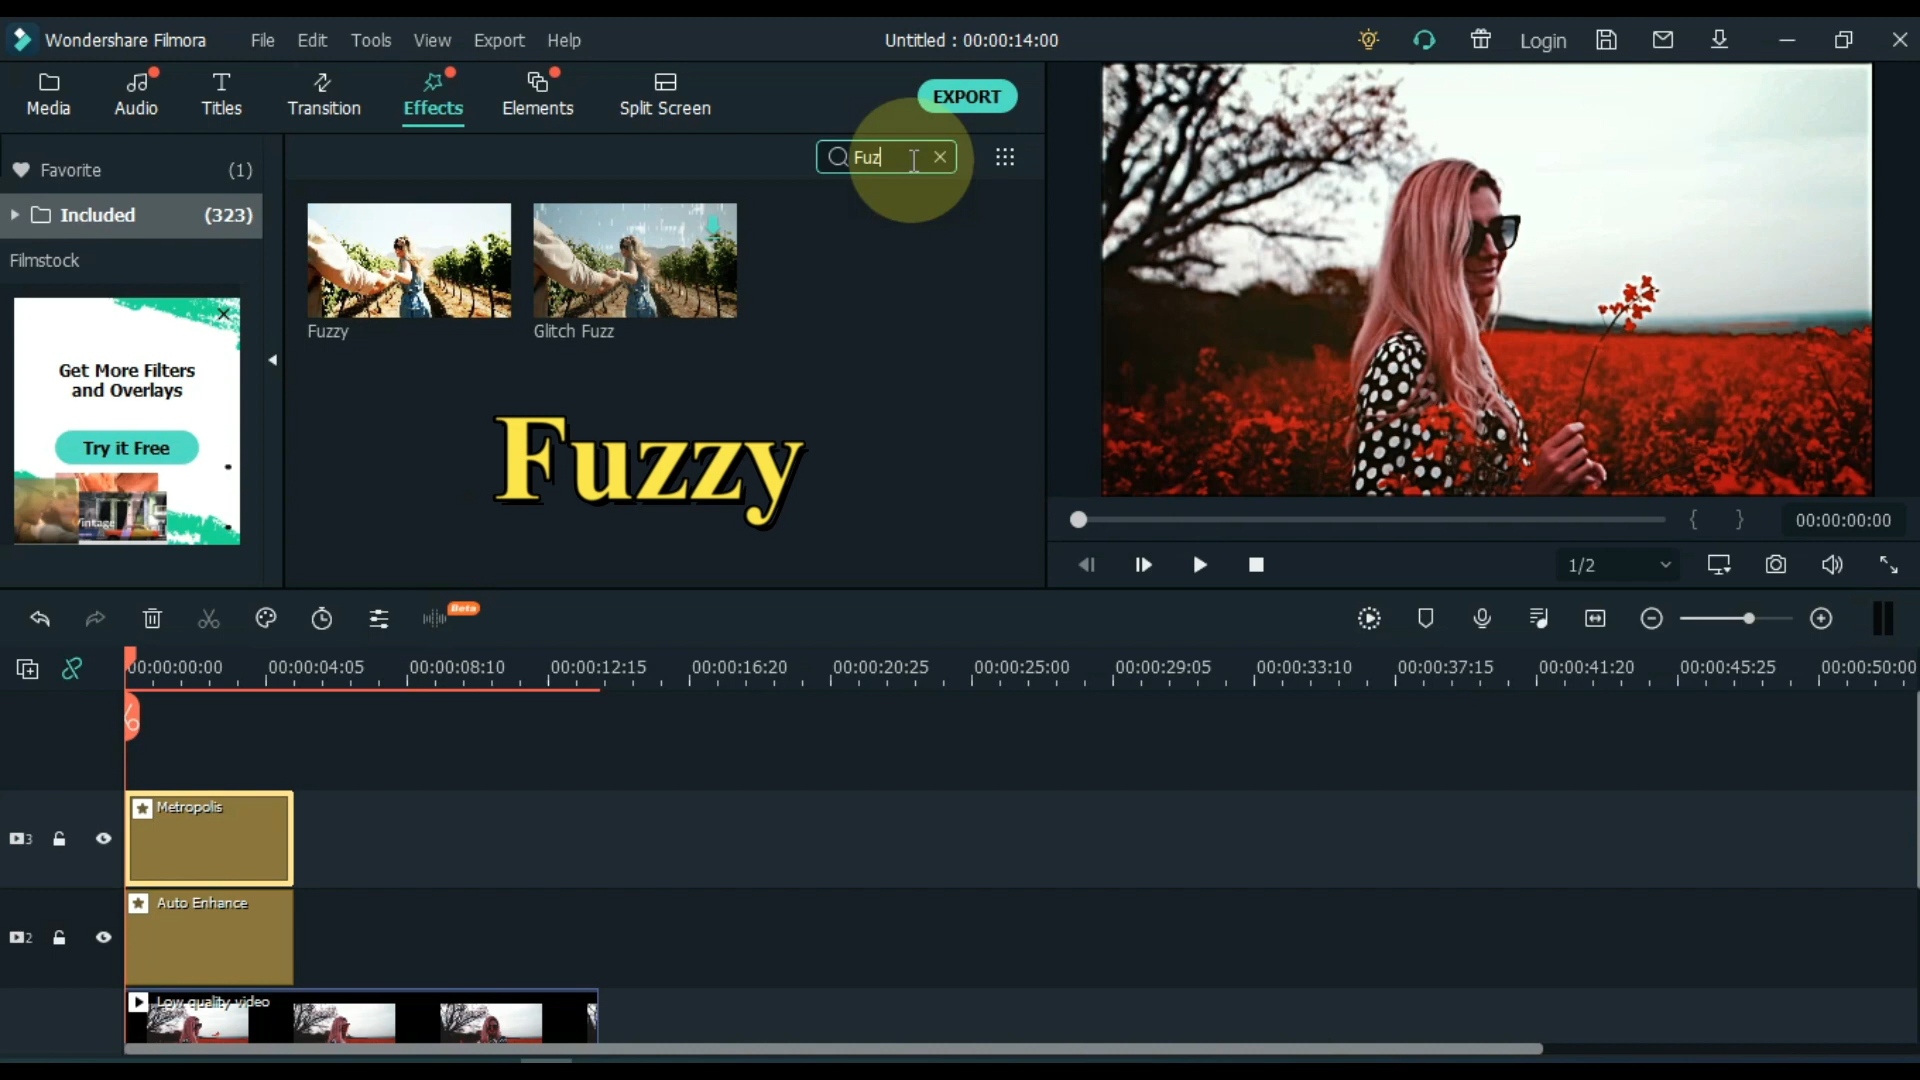 Wondershare Filmora File Edit Tools View Export Help Untitled : 00:00:14:00 Login
Media Audio Titles Transition Effects Elements Split Screen EXPORT
Favorite (1)
Included (323)
Filmstock
Get More Filters
and Overlays
Try it Free
Vintage
Fuz
Fuzzy Glitch Fuzz
Fuzzy
{ } 00:00:00:00
1/2
Beta
00:00:00:00 00:00:04:05 00:00:08:10 00:00:12:15 00:00:16:20 00:00:20:25 00:00:25:00 00:00:29:05 00:00:33:10 00:00:37:15 00:00:41:20 00:00:45:25 00:00:50:00
3 Metropolis
2 Auto Enhance
Low quality video